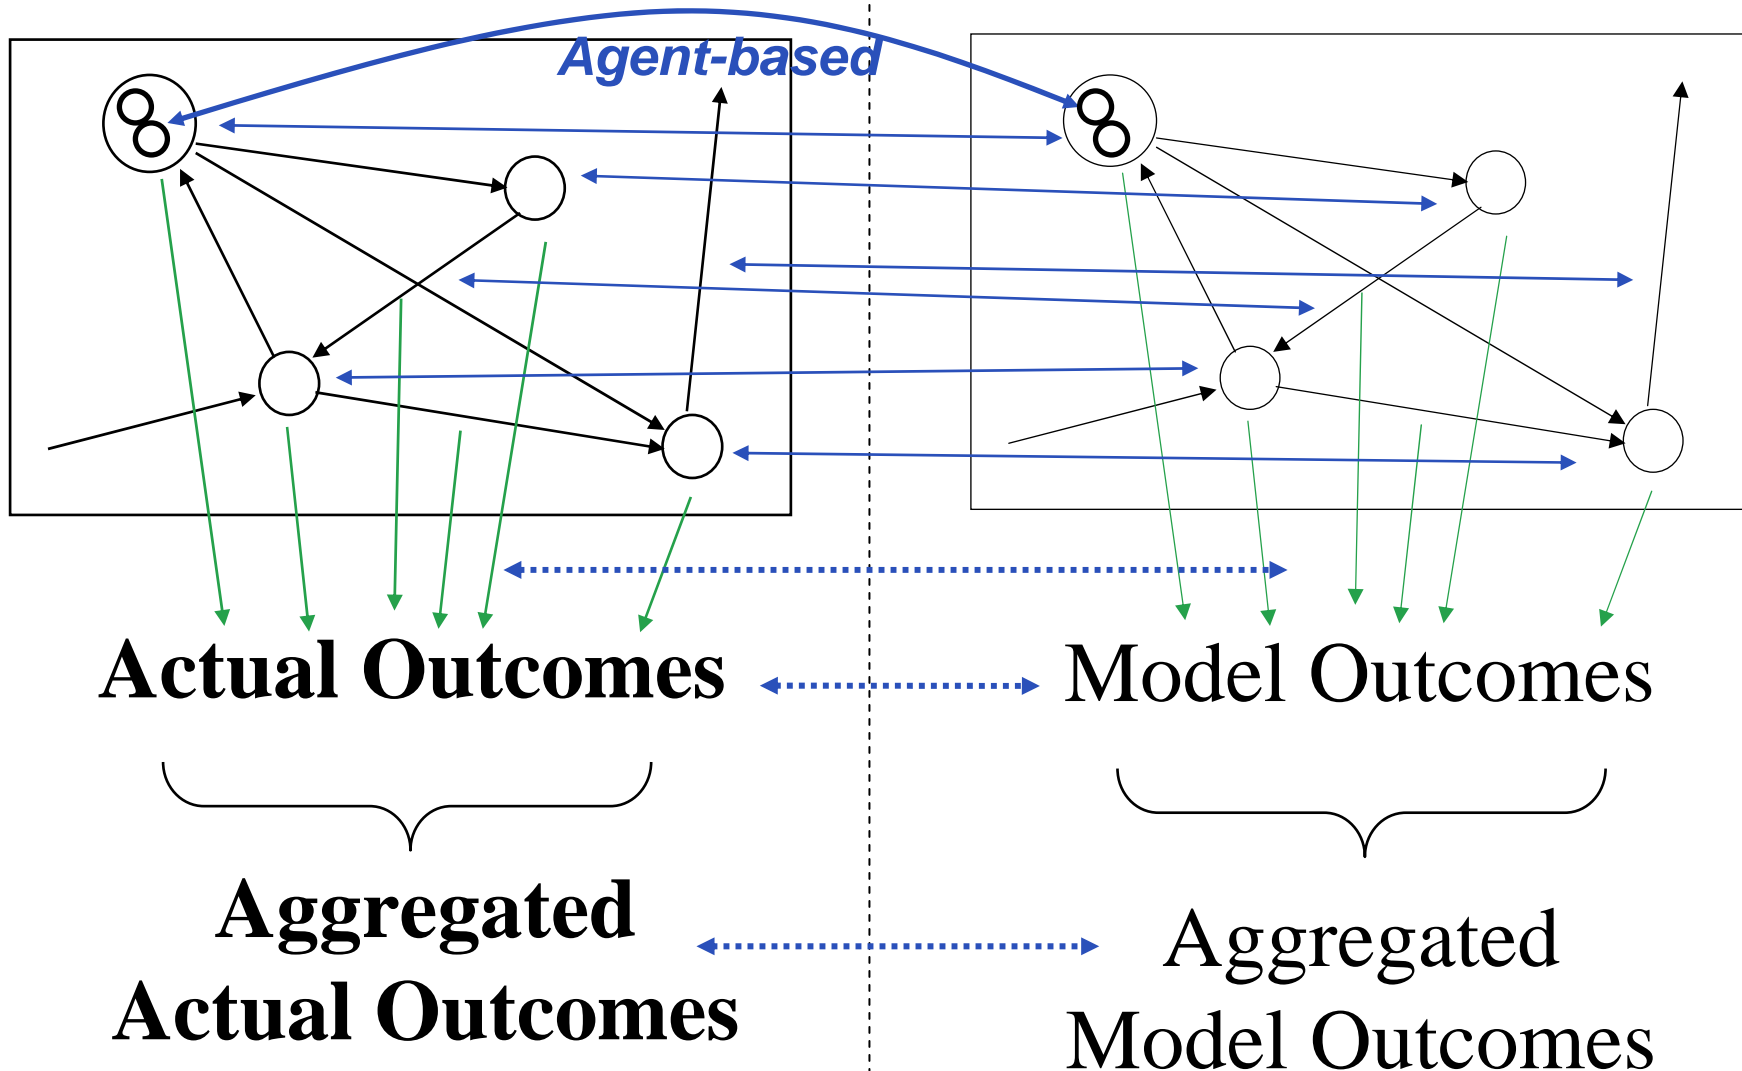 Agent-based
Actual Outcomes
Model Outcomes
Aggregated
Actual Outcomes
Aggregated
Model Outcomes